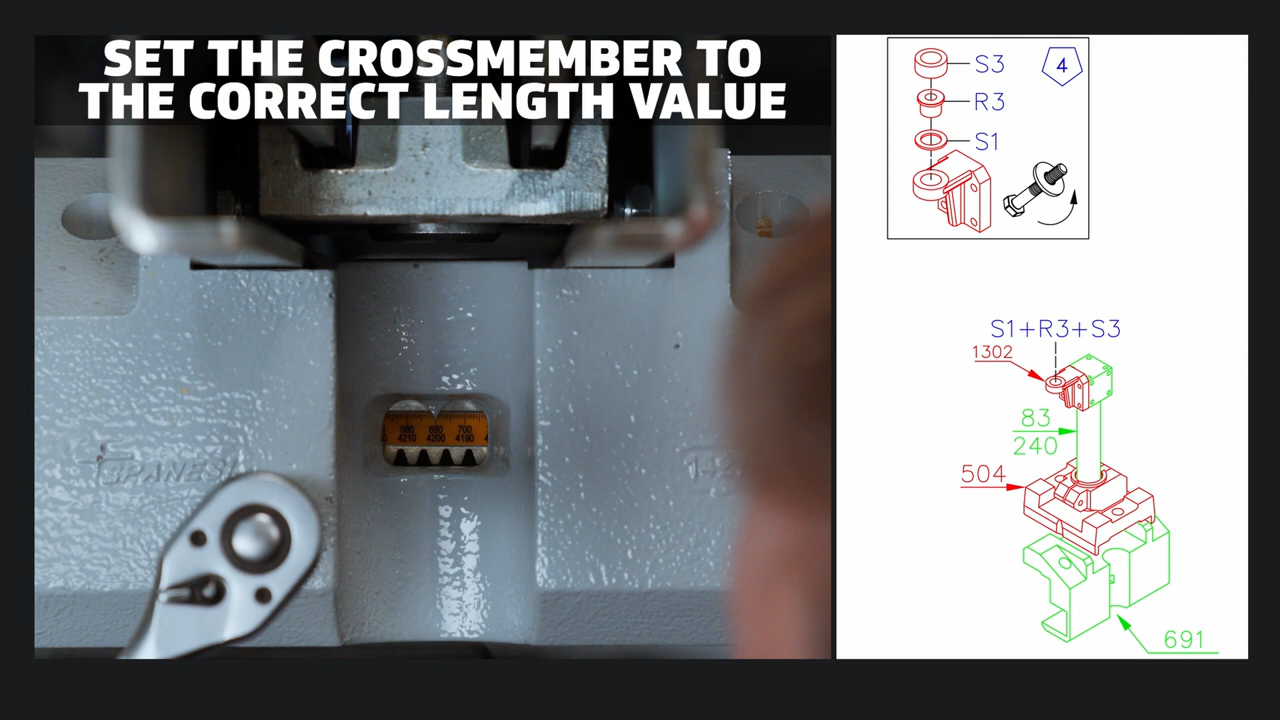 SET THE CROSSMEMBER TO
THE CORRECT LENGTH VALUE
680 690 700
4210 4200 4190
S3
4
R3
S1
S1+R3+S3
1302
83
240
504
691